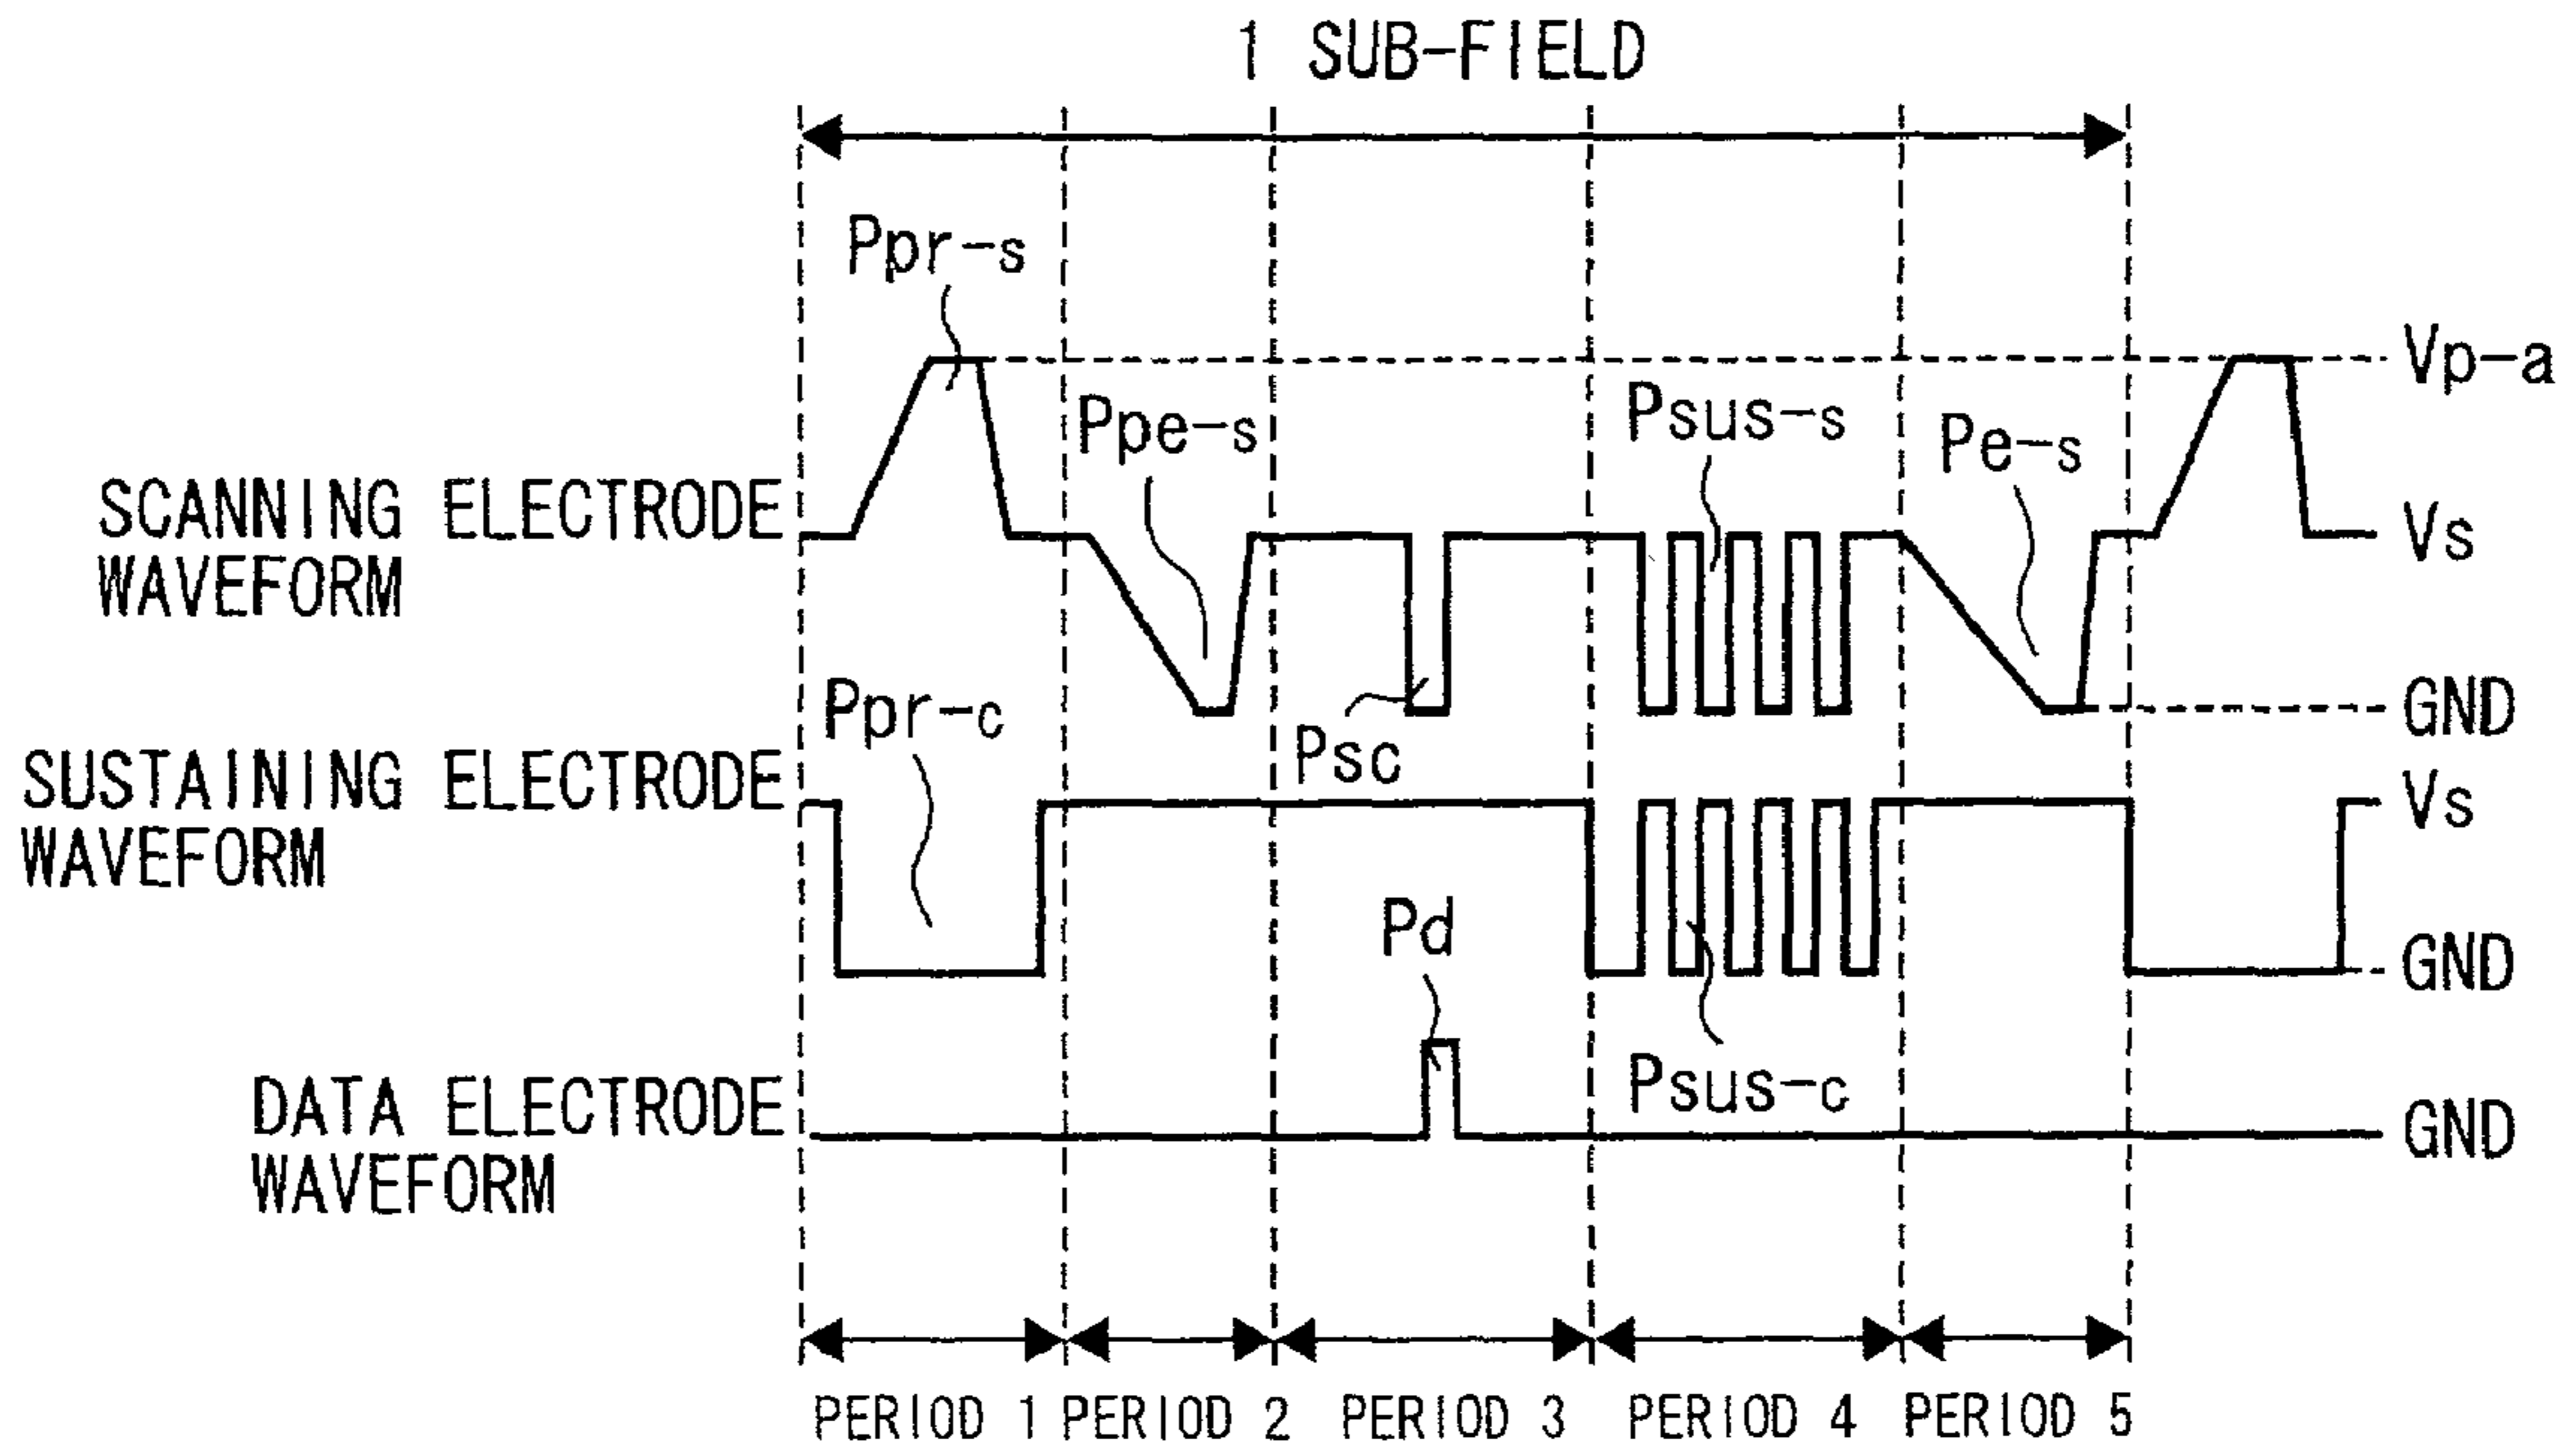 1 SUB-FIELD
Ppr-s
Vp-a
Ppe-s
Psus-s
Pe-s
SCANNING ELECTRODE
WAVEFORM
Vs
Ppr-c
Psc
GND
SUSTAINING ELECTRODE
WAVEFORM
Vs
Pd
GND
Psus-c
DATA ELECTRODE
WAVEFORM
GND
PERIOD 1 PERIOD 2 PERIOD 3 PERIOD 4 PERIOD 5